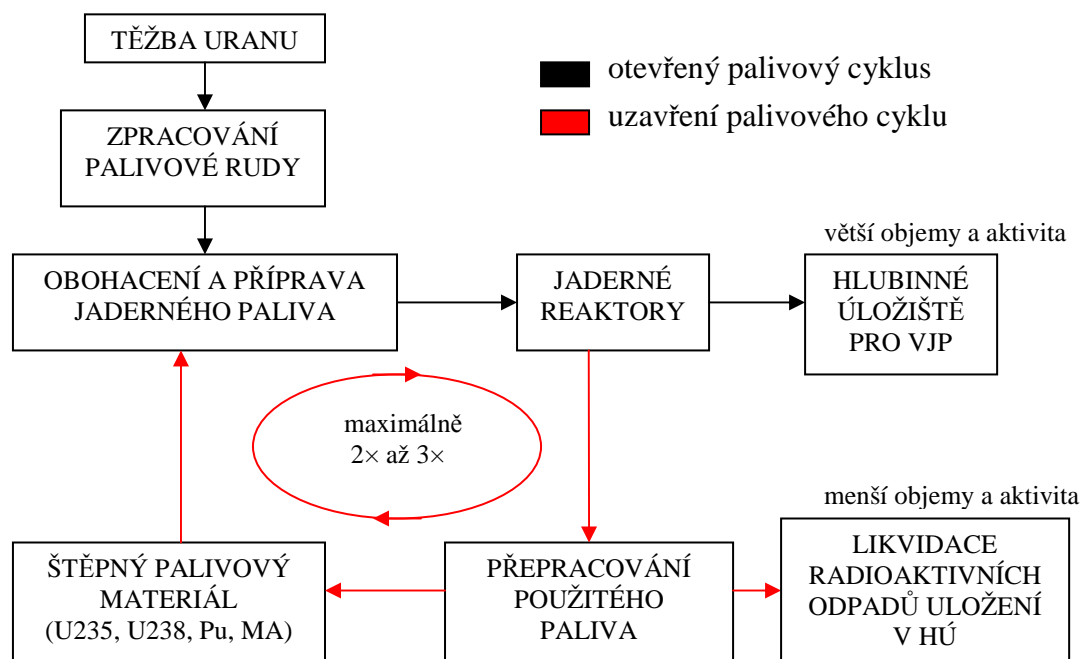 TĚŽBA URANU
otevřený palivový cyklus
uzavření palivového cyklu
ZPRACOVÁNÍ
PALIVOVÉ RUDY
větší objemy a aktivita
OBOHACENÍ A PŘÍPRAVA
JADERNÉHO PALIVA
JADERNÉ
REAKTORY
HLUBINNÉ
ÚLOŽIŠTĚ
PRO VJP
maximálně
2× až 3×
menší objemy a aktivita
ŠTĚPNÝ PALIVOVÝ
MATERIÁL
(U235, U238, Pu, MA)
PŘEPRACOVÁNÍ
POUŽITÉHO
PALIVA
LIKVIDACE
RADIOAKTIVNÍCH
ODPADŮ ULOŽENÍ
V HÚ